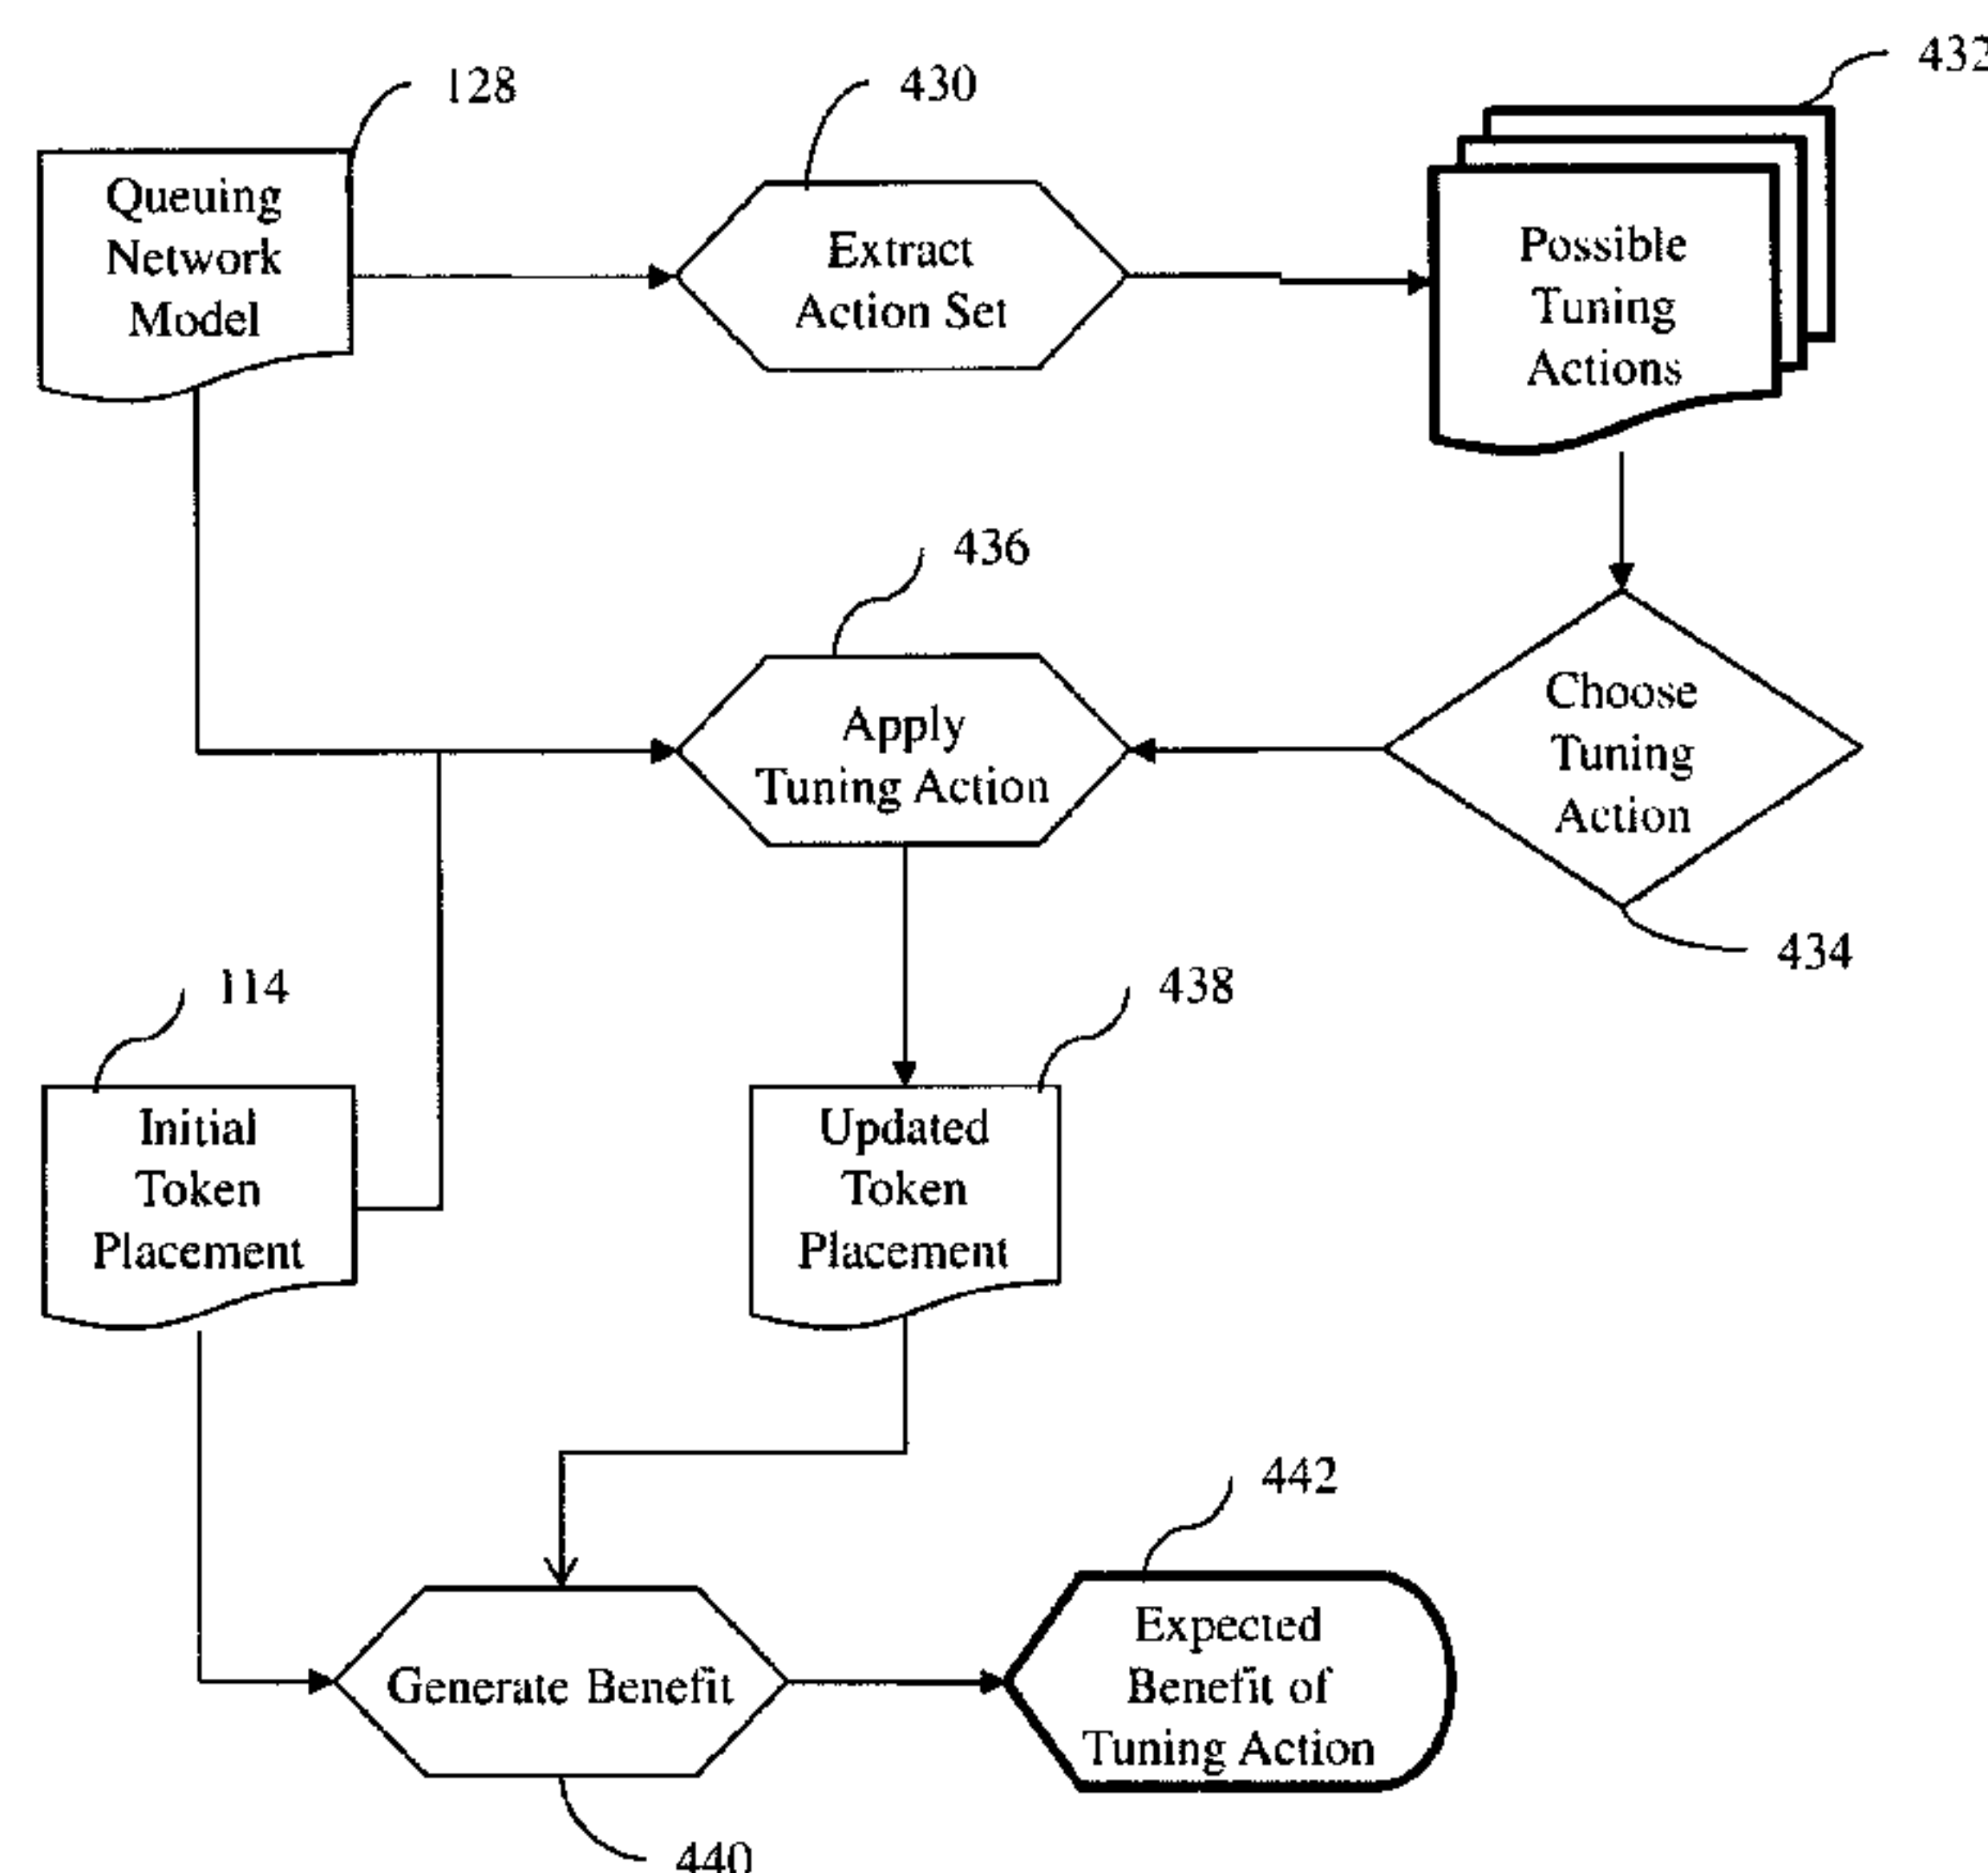 128
430
432
Queuing
Network
Model
Extract
Action Set
Possible
Tuning
Actions
436
Apply
Tuning Action
Choose
Tuning
Action
434
114
438
Initial
Token
Placement
Updated
Token
Placement
442
Generate Benefit
Expected
Benefit of
Tuning Action
440